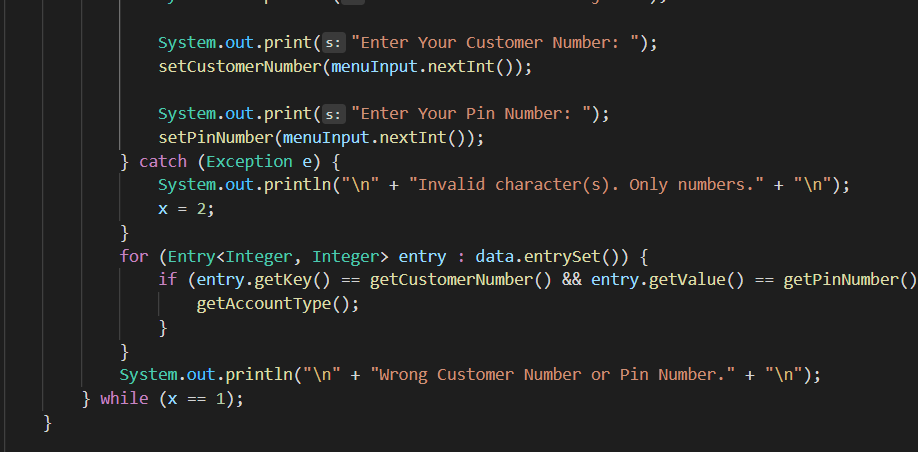 System.out.print(s: "Enter Your Customer Number: ");
setCustomerNumber(menuInput.nextInt());
System.out.print(s: "Enter Your Pin Number: ");
setPinNumber(menuInput.nextInt());
} catch (Exception e) {
System.out.println("\n" + "Invalid character(s). Only numbers." + "\n");
x = 2;
}
for (Entry<Integer, Integer> entry : data.entrySet()) {
if (entry.getKey() == getCustomerNumber() && entry.getValue() == getPinNumber()
getAccountType();
}
}
System.out.println("\n" + "Wrong Customer Number or Pin Number." + "\n");
} while (x == 1);
}